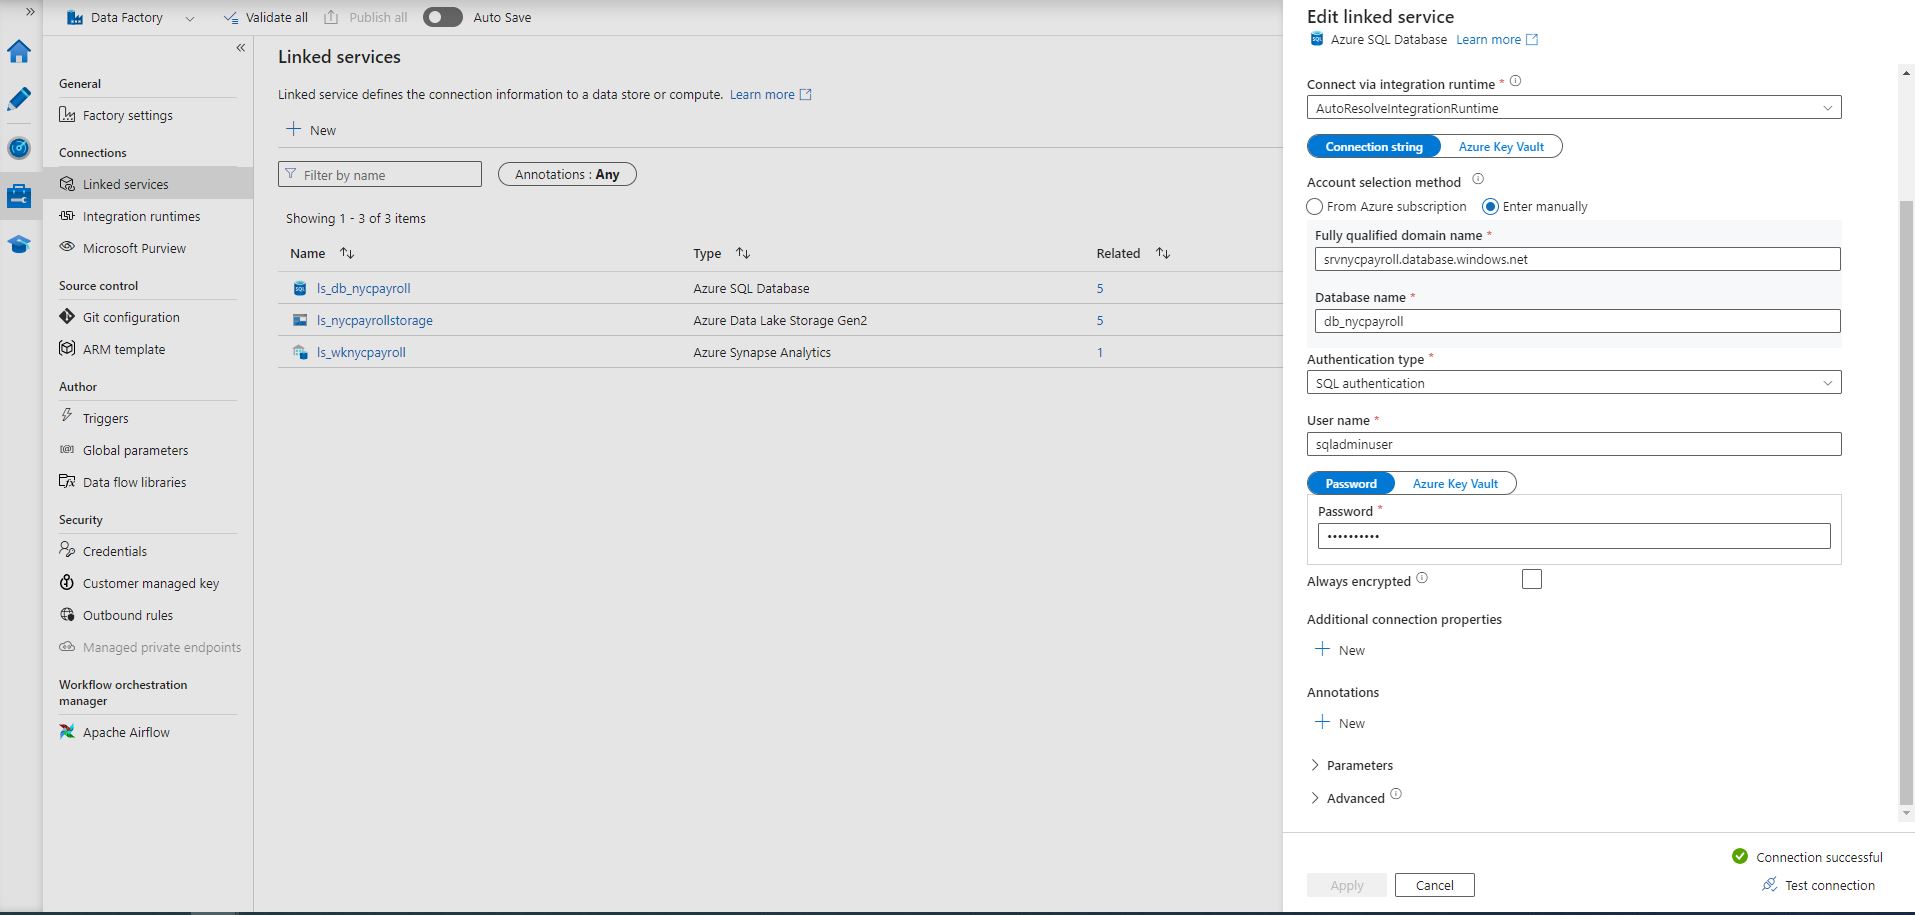 Data Factory
Validate all
Publish all
Auto Save
General
Factory settings
Connections
Linked services
Integration runtimes
Microsoft Purview
Source control
Git configuration
ARM template
Author
Triggers
Global parameters
Data flow libraries
Security
Credentials
Customer managed key
Outbound rules
Managed private endpoints
Workflow orchestration
manager
Apache Airflow
Linked services
Linked service defines the connection information to a data store or compute. Learn more
New
Filter by name
Annotations : Any
Showing 1 - 3 of 3 items
Name Type Related
ls_db_nycpayroll Azure SQL Database 5
ls_nycpayrollstorage Azure Data Lake Storage Gen2 5
ls_wknycpayroll Azure Synapse Analytics 1
Edit linked service
Azure SQL Database Learn more
Connect via integration runtime *
AutoResolveIntegrationRuntime
Connection string Azure Key Vault
Account selection method
From Azure subscription Enter manually
Fully qualified domain name *
srvnycpayroll.database.windows.net
Database name *
db_nycpayroll
Authentication type *
SQL authentication
User name *
sqladminuser
Password Azure Key Vault
Password *
••••••••••
Always encrypted
Additional connection properties
New
Annotations
New
Parameters
Advanced
Connection successful
Apply Cancel Test connection